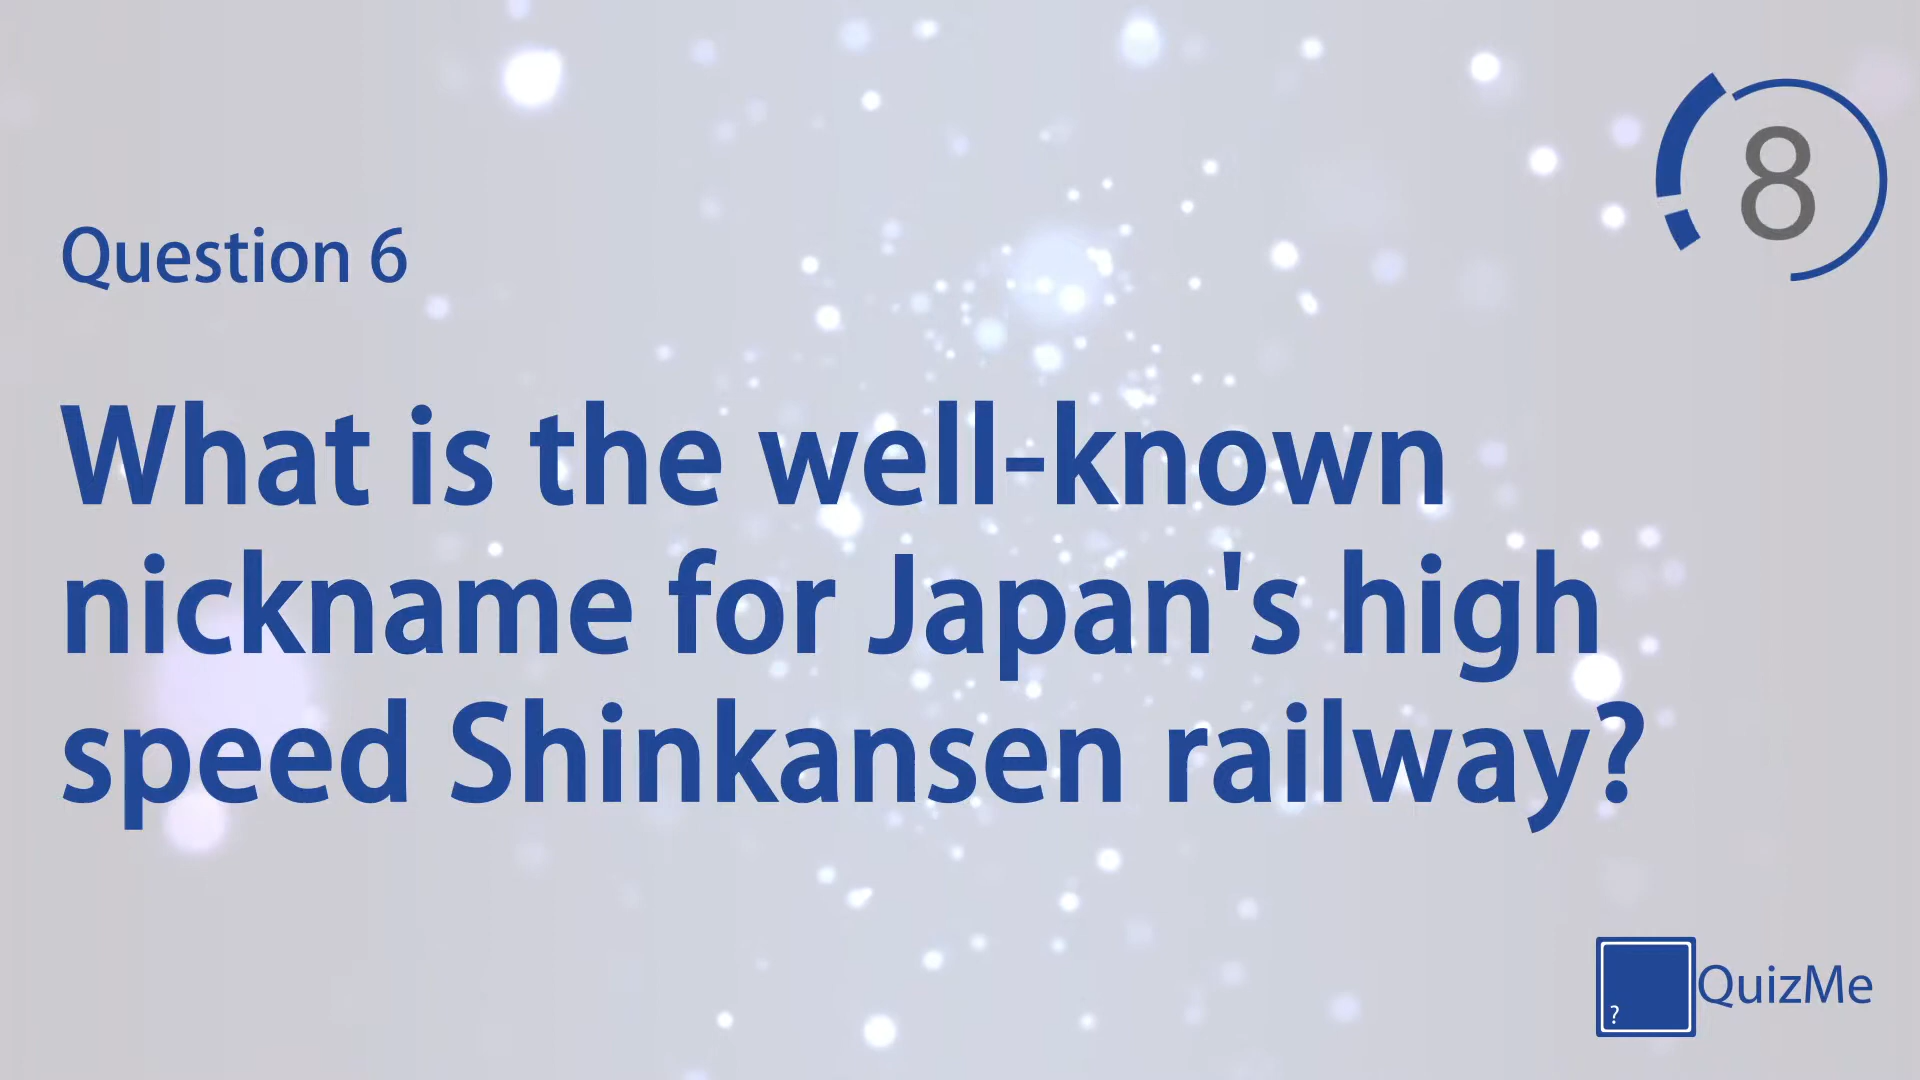 8
Question 6
What is the well-known
nickname for Japan's high
speed Shinkansen railway?
?
QuizMe